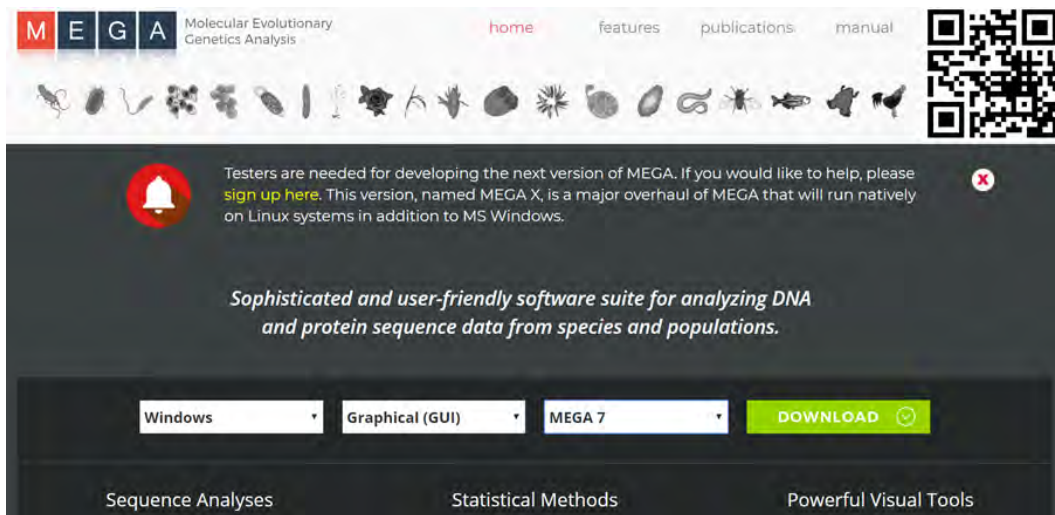 M E G A
Molecular Evolutionary
Genetics Analysis
home features publications manual
Testers are needed for developing the next version of MEGA. If you would like to help, please
sign up here. This version, named MEGA X, is a major overhaul of MEGA that will run natively
on Linux systems in addition to MS Windows.
X
Sophisticated and user-friendly software suite for analyzing DNA
and protein sequence data from species and populations.
Windows Graphical (GUI) MEGA 7 DOWNLOAD
Sequence Analyses Statistical Methods Powerful Visual Tools